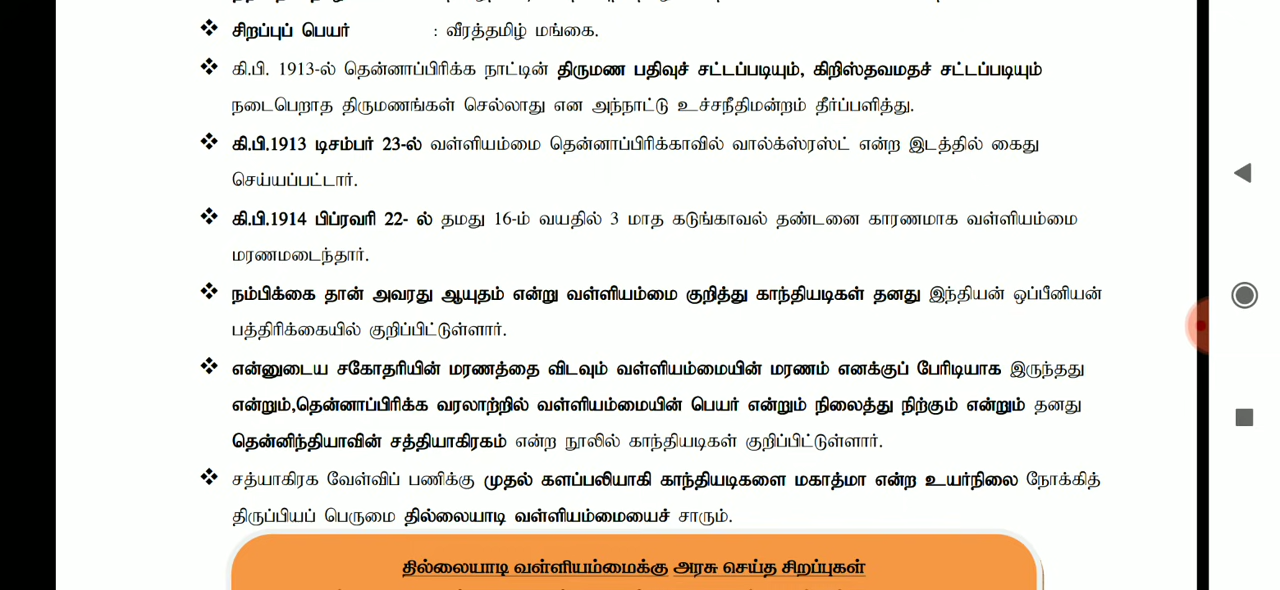 சிறப்புப் பெயர் : வீரத்தமிழ் மங்கை.
கி.பி. 1913-ல் தென்னாப்பிரிக்க நாட்டின் திருமண பதிவுச் சட்டப்படியும், கிறிஸ்தவமதச் சட்டப்படியும்
நடைபெறாத திருமணங்கள் செல்லாது என அந்நாட்டு உச்சநீதிமன்றம் தீர்ப்பளித்து.
கி.பி.1913 டிசம்பர் 23-ல் வள்ளியம்மை தென்னாப்பிரிக்காவில் வால்க்ஸ்ரஸ்ட் என்ற இடத்தில் கைது
செய்யப்பட்டார்.
கி.பி.1914 பிப்ரவரி 22- ல் தமது 16-ம் வயதில் 3 மாத கடுங்காவல் தண்டனை காரணமாக வள்ளியம்மை
மரணமடைந்தார்.
நம்பிக்கை தான் அவரது ஆயுதம் என்று வள்ளியம்மை குறித்து காந்தியடிகள் தனது இந்தியன் ஒப்பீனியன்
பத்திரிக்கையில் குறிப்பிட்டுள்ளார்.
என்னுடைய சகோதரியின் மரணத்தை விடவும் வள்ளியம்மையின் மரணம் எனக்குப் பேரிடியாக இருந்தது
என்றும்,தென்னாப்பிரிக்க வரலாற்றில் வள்ளியம்மையின் பெயர் என்றும் நிலைத்து நிற்கும் என்றும் தனது
தென்னிந்தியாவின் சத்தியாகிரகம் என்ற நூலில் காந்தியடிகள் குறிப்பிட்டுள்ளார்.
சத்யாகிரக வேள்விப் பணிக்கு முதல் களப்பலியாகி காந்தியடிகளை மகாத்மா என்ற உயர்நிலை நோக்கித்
திருப்பியப் பெருமை தில்லையாடி வள்ளியம்மையைச் சாரும்.
தில்லையாடி வள்ளியம்மைக்கு அரசு செய்த சிறப்புகள்